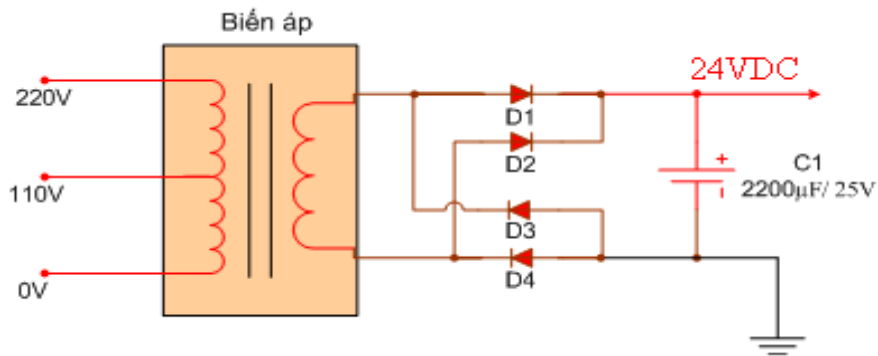 Biến áp
220V
110V
0V
D1
D2
D3
D4
24VDC
+
C1
2200µF/ 25V